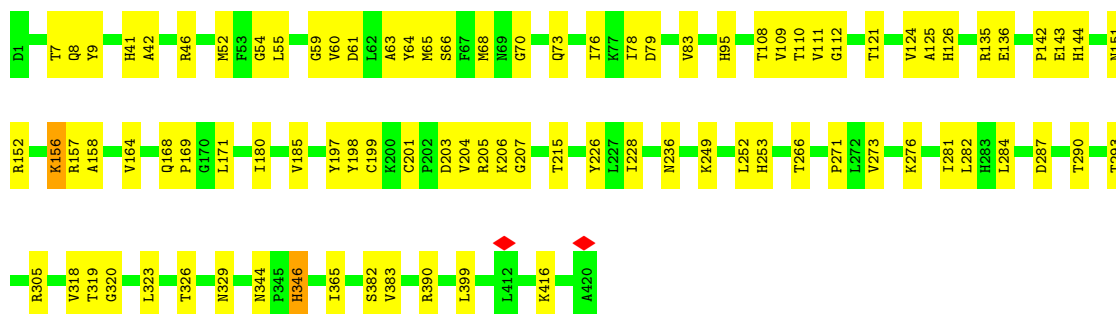 D1 T7 Q8 Y9 H41 A42 R46 M52 F53 G54 L55 G59 V60 D61 L62 A63 Y64 M65 S66 F67 M68 N69 G70 Q73 I76 K77 I78 D79 V83 H95 T108 V109 T110 V111 G112 T121 V124 A125 H126 R135 E136 P142 E143 H144 N151
R152 K156 R157 A158 V164 Q168 P169 G170 L171 I180 V185 Y197 Y198 C199 K200 C201 P202 D203 V204 R205 K206 G207 T215 Y226 L227 I228 N236 K249 L252 H253 T266 P271 L272 V273 K276 I281 L282 H283 L284 D287 T290 T293
R305 V318 T319 G320 L323 T326 N329 N344 P345 H346 I365 S382 V383 R390 L399 L412 K416 A420